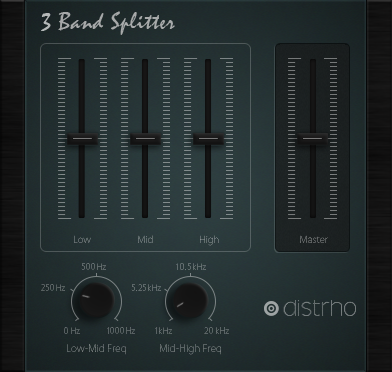 3 Band Splitter
Low Mid High Master
500 Hz 10.5 kHz
250 Hz 5.25 kHz
0 Hz 1000 Hz 1kHz 20 kHz
Low-Mid Freq Mid-High Freq
distrho